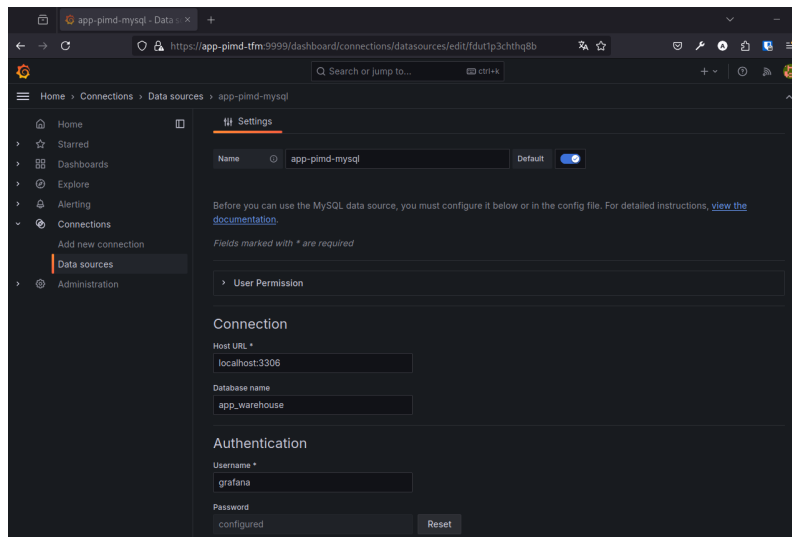 app-pimd-mysql - Data s
https://app-pimd-tfm:9999/dashboard/connections/datasources/edit/fdut1p3chthq8b
Search or jump to... ctrl+k
Home › Connections › Data sources › app-pimd-mysql
Home
Starred
Dashboards
Explore
Alerting
Connections
Add new connection
Data sources
Administration
Settings
Name app-pimd-mysql Default
Before you can use the MySQL data source, you must configure it below or in the config file. For detailed instructions, view the
documentation.
Fields marked with * are required
User Permission
Connection
Host URL *
localhost:3306
Database name
app_warehouse
Authentication
Username *
grafana
Password
configured Reset